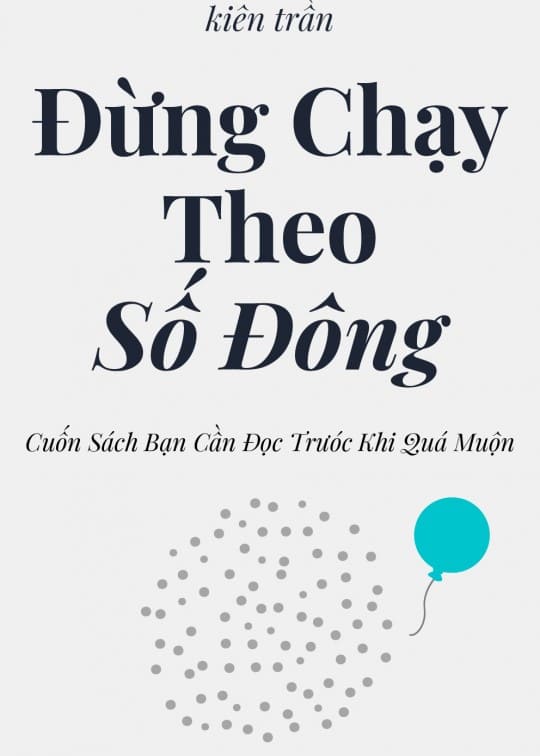 kiên trần
Đừng Chạy
Theo
Số Đông
Cuốn Sách Bạn Cần Đọc Trước Khi Quá Muộn